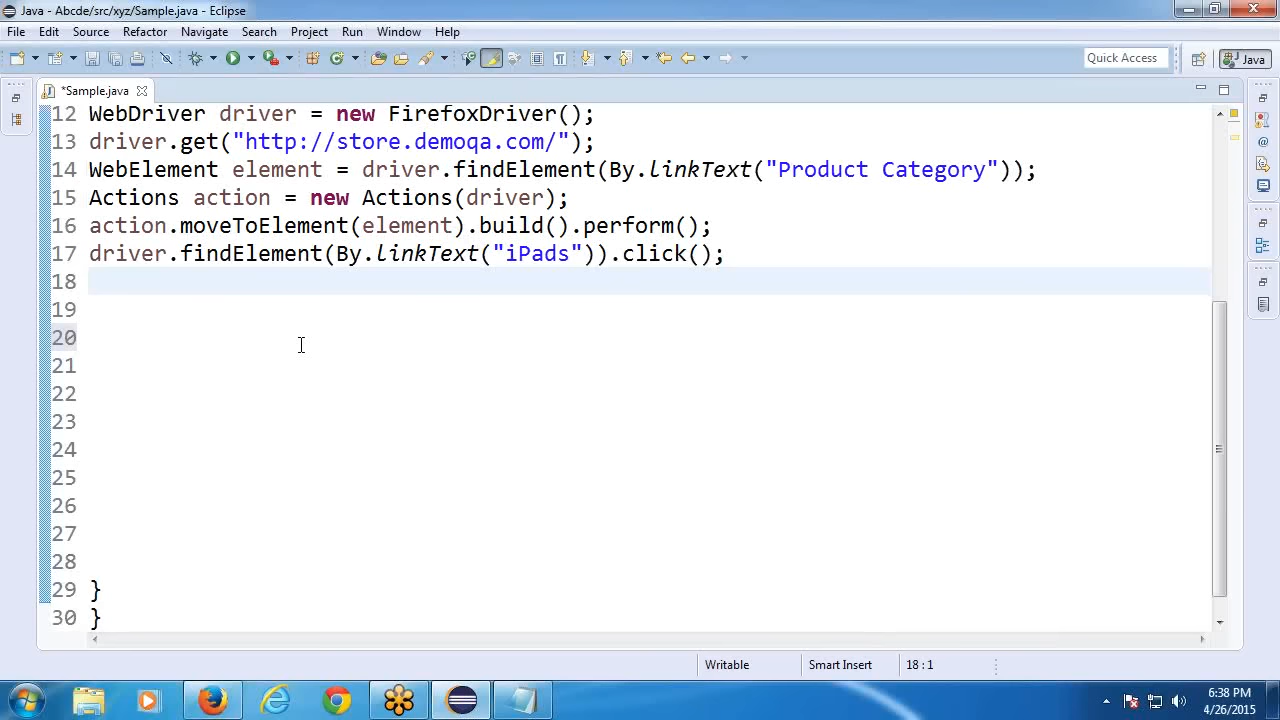 Java - Abcde/src/xyz/Sample.java - Eclipse
File Edit Source Refactor Navigate Search Project Run Window Help
Quick Access Java
*Sample.java
12 WebDriver driver = new FirefoxDriver();
13 driver.get("http://store.demoqa.com/");
14 WebElement element = driver.findElement(By.linkText("Product Category"));
15 Actions action = new Actions(driver);
16 action.moveToElement(element).build().perform();
17 driver.findElement(By.linkText("iPads")).click();
18
19
20
21
22
23
24
25
26
27
28
29 }
30 }
Writable Smart Insert 18 : 1
6:38 PM
4/26/2015